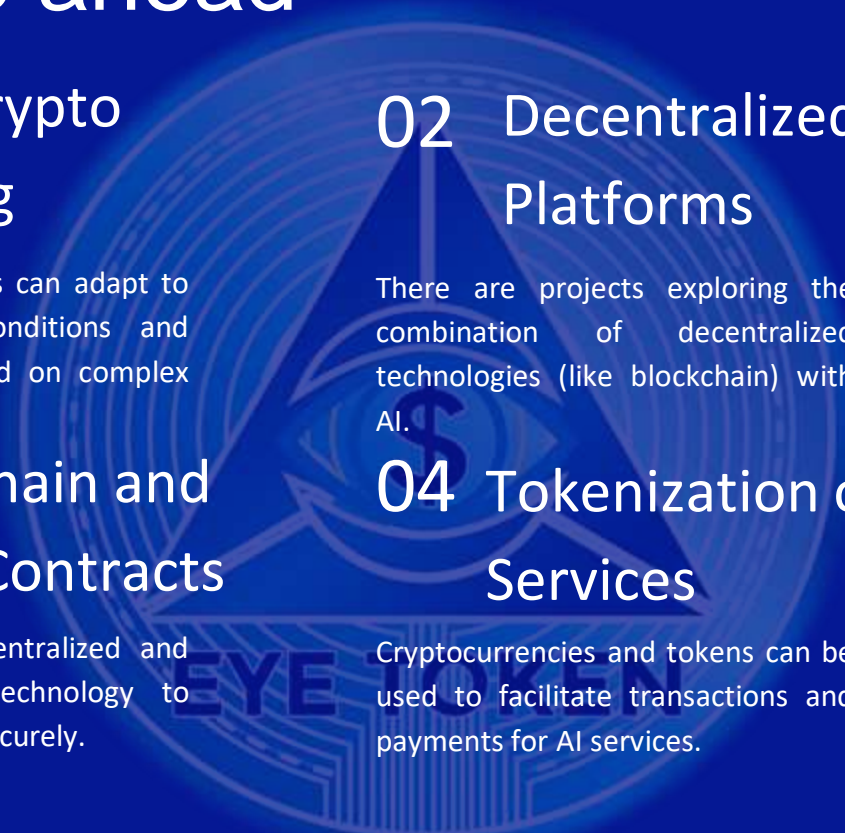 ahead
rypto
g
s can adapt to
onditions and
d on complex
02 Decentralized
Platforms
There are projects exploring the
combination of decentralized
technologies (like blockchain) with
AI.
hain and
Contracts
entralized and
echnology to
curely.
04 Tokenization o
Services
Cryptocurrencies and tokens can be
used to facilitate transactions and
payments for AI services.
$
EYE TOKEN